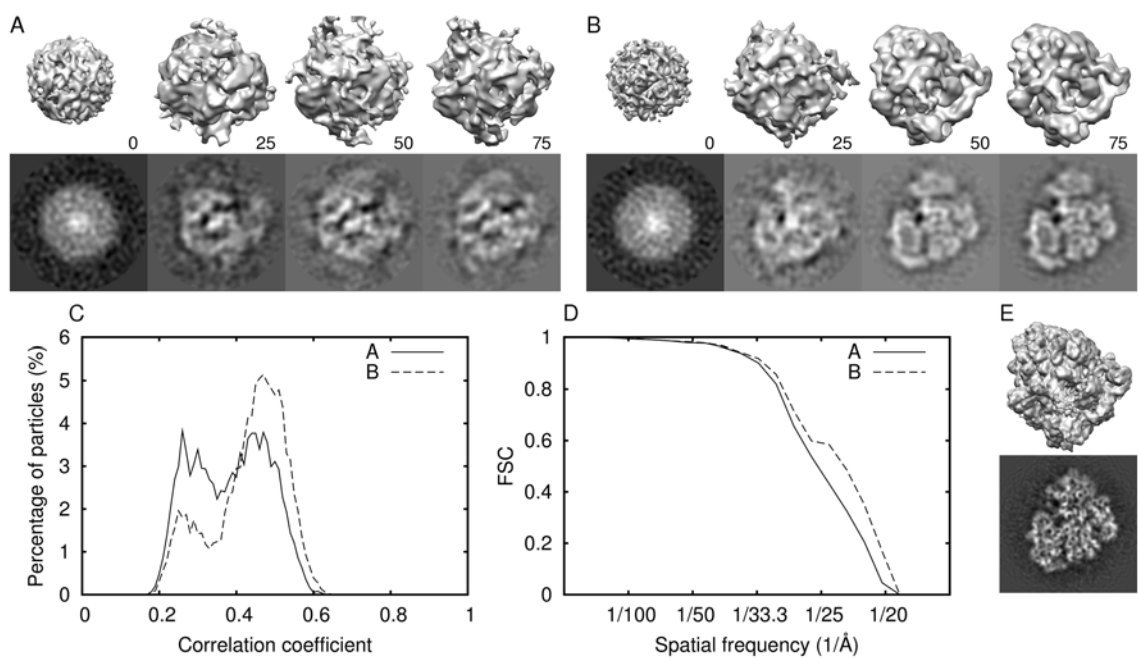 A
B
0
25
50
75
0
25
50
75
C
D
E
6
5
4
3
2
1
0
Percentage of particles (%)
A
B
0
0.2
0.4
0.6
0.8
1
Correlation coefficient
1
0.8
0.6
0.4
0.2
0
FSC
A
B
1/100
1/50
1/33.3
1/25
1/20
Spatial frequency (1/Å)